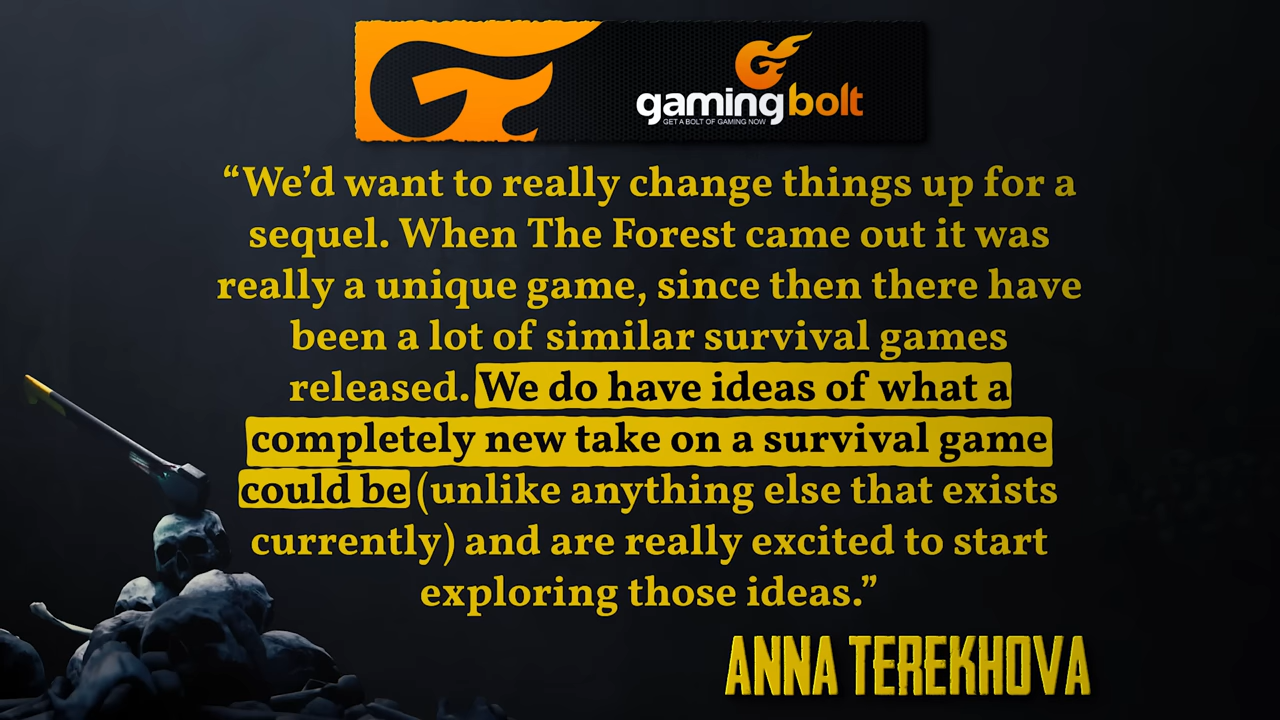 gamingbolt
GET A BOLT OF GAMING NOW
“We’d want to really change things up for a
sequel. When The Forest came out it was
really a unique game, since then there have
been a lot of similar survival games
released. We do have ideas of what a
completely new take on a survival game
could be (unlike anything else that exists
currently) and are really excited to start
exploring those ideas.”
ANNA TEREKHOVA